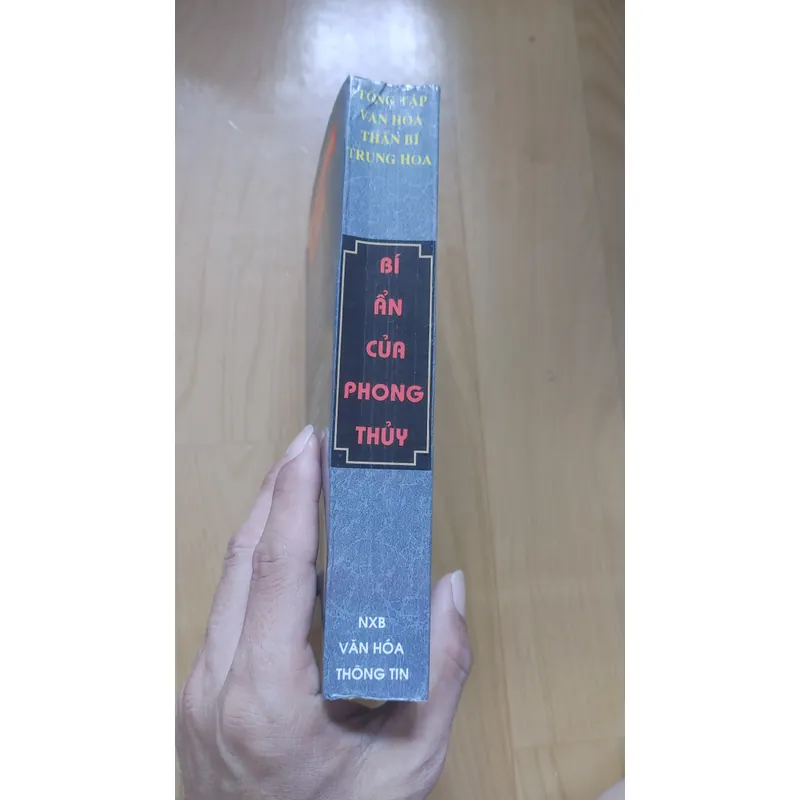 TỔNG TẬP
VĂN HÓA
THẦN BÍ
TRUNG HOA
BÍ
ẨN
CỦA
PHONG
THỦY
NXB
VĂN HÓA
THÔNG TIN